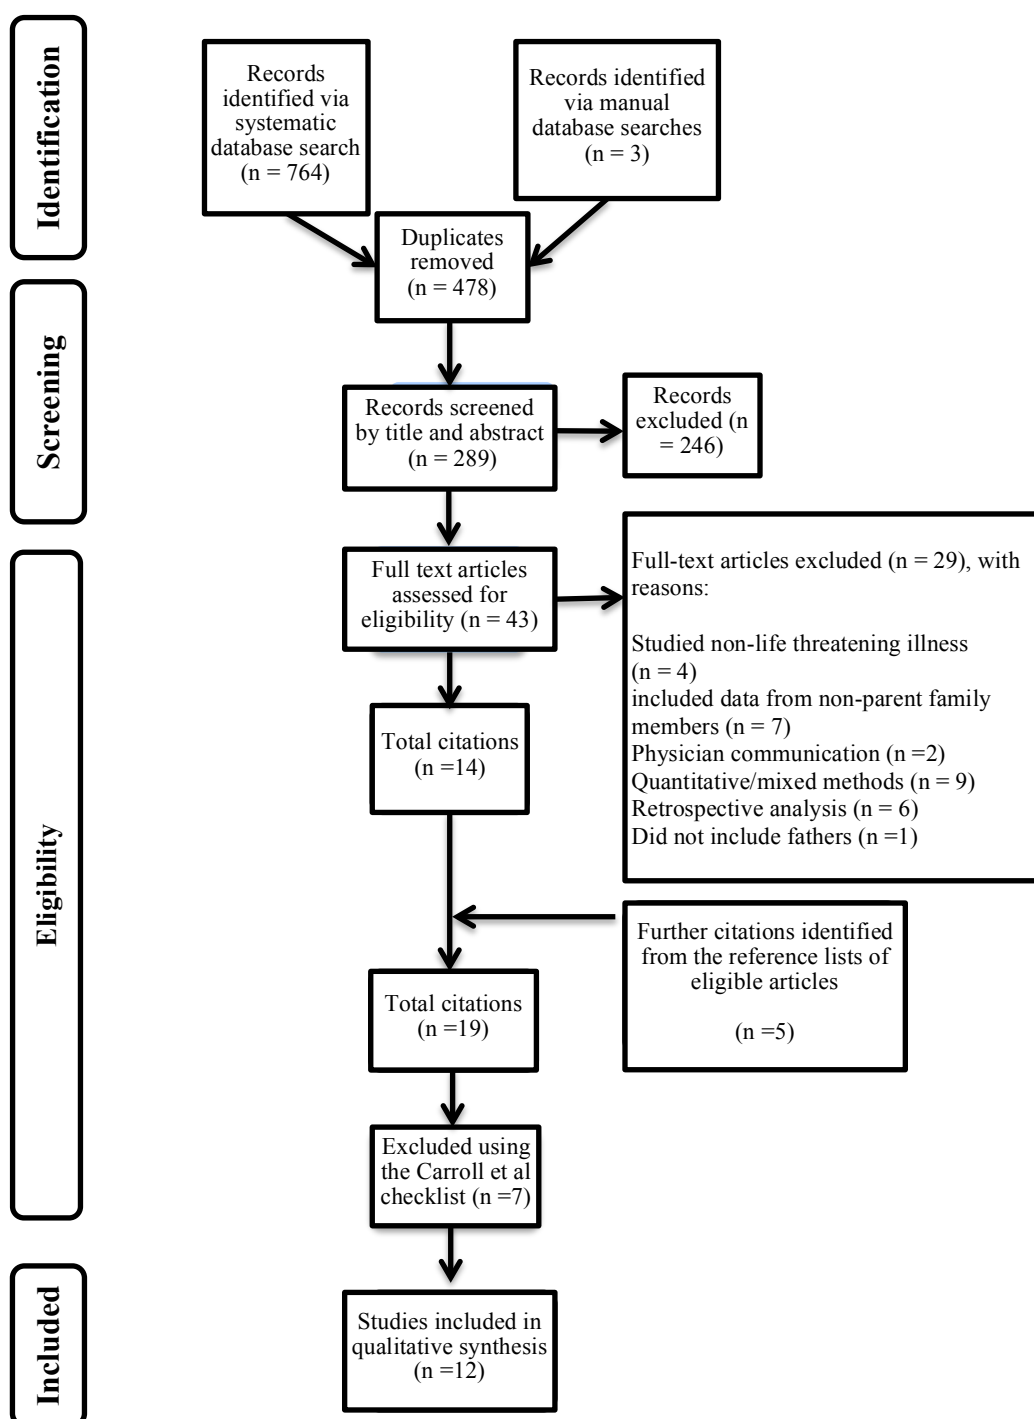 Identification
Records
identified via
systematic
database search
(n = 764)
Records identified
via manual
database searches
(n = 3)
Duplicates
removed
(n = 478)
Screening
Records screened
by title and abstract
(n = 289)
Records
excluded (n
= 246)
Eligibility
Full text articles
assessed for
eligibility (n = 43)
Full-text articles excluded (n = 29), with
reasons:
Studied non-life threatening illness
(n = 4)
included data from non-parent family
members (n = 7)
Physician communication (n =2)
Quantitative/mixed methods (n = 9)
Retrospective analysis (n = 6)
Did not include fathers (n =1)
Total citations
(n =14)
Further citations identified
from the reference lists of
eligible articles
(n =5)
Total citations
(n =19)
Excluded using
the Carroll et al
checklist (n =7)
Included
Studies included in
qualitative synthesis
(n =12)